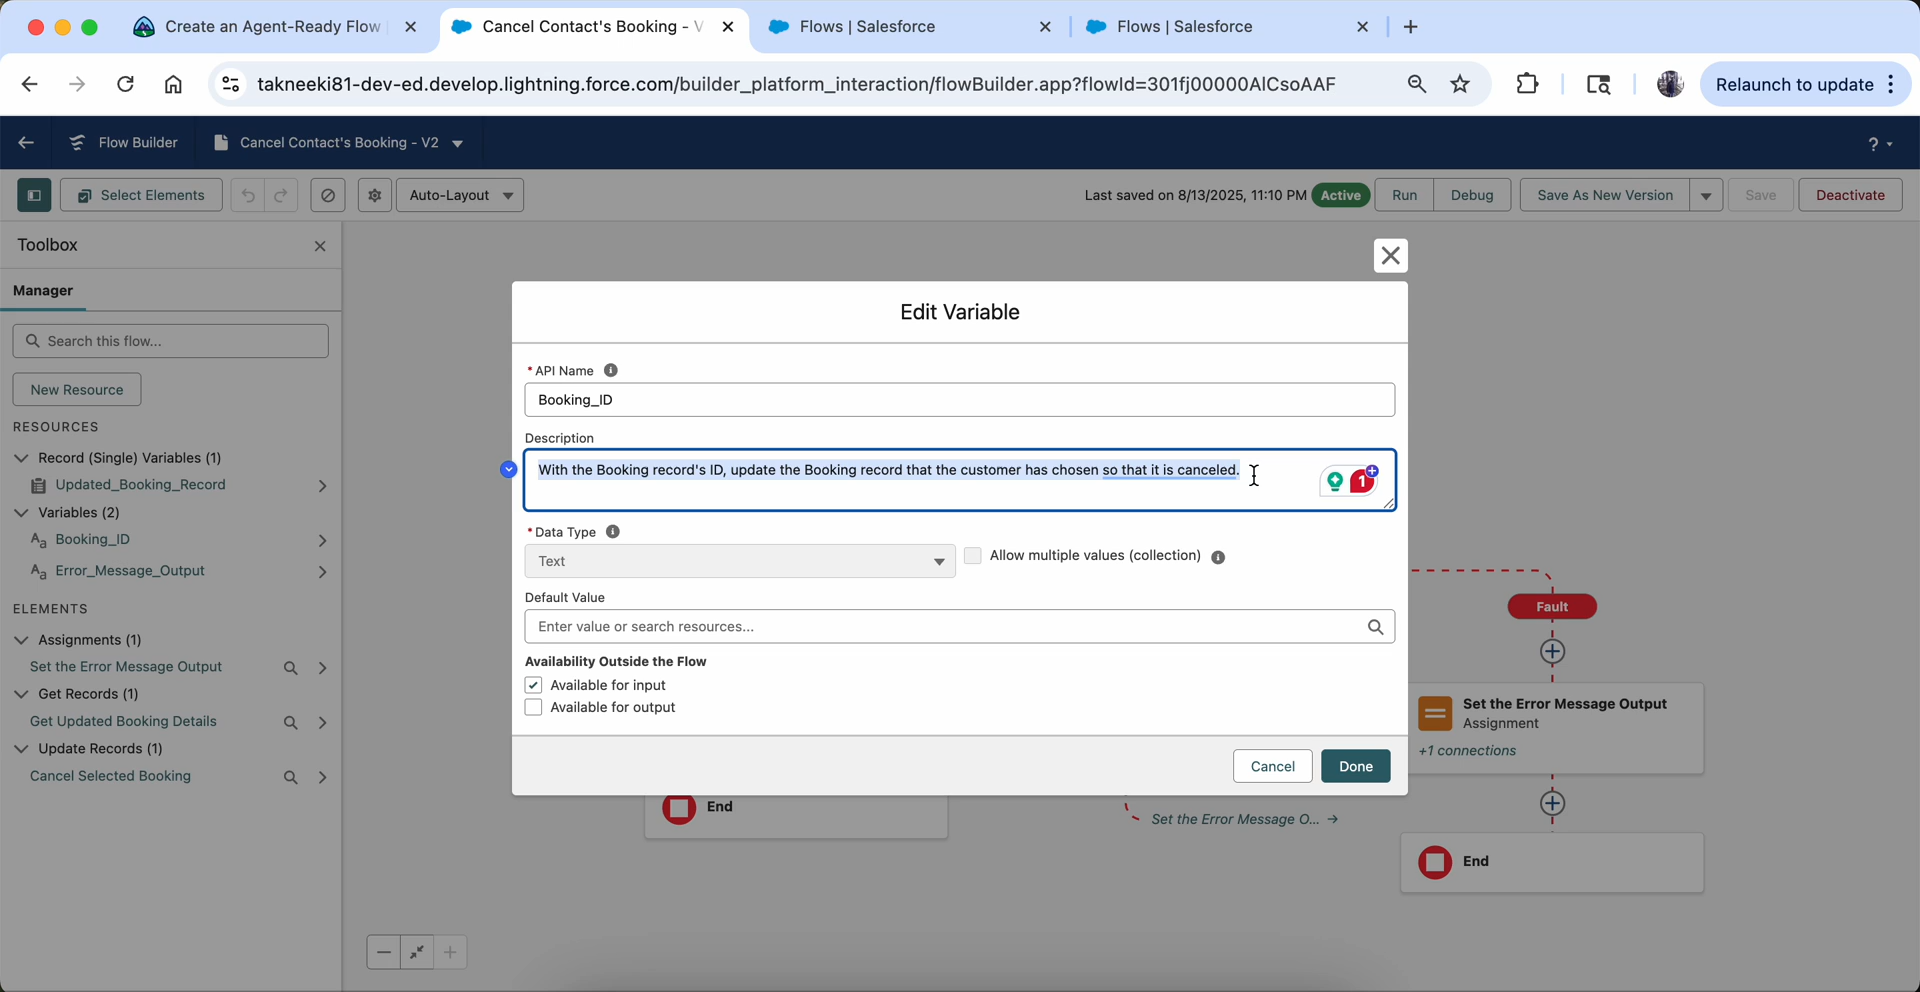 Create an Agent-Ready Flow
Cancel Contact's Booking - V
Flows | Salesforce
Flows | Salesforce
takneeki81-dev-ed.develop.lightning.force.com/builder_platform_interaction/flowBuilder.app?flowId=301fj00000AlCsoAAF
Relaunch to update
Flow Builder
Cancel Contact's Booking - V2
?
Select Elements
Auto-Layout
Last saved on 8/13/2025, 11:10 PM
Active
Run
Debug
Save As New Version
Save
Deactivate
Toolbox
Manager
Search this flow...
New Resource
RESOURCES
Record (Single) Variables (1)
Updated_Booking_Record
Variables (2)
Booking_ID
Error_Message_Output
ELEMENTS
Assignments (1)
Set the Error Message Output
Get Records (1)
Get Updated Booking Details
Update Records (1)
Cancel Selected Booking
Edit Variable
* API Name
Booking_ID
Description
With the Booking record's ID, update the Booking record that the customer has chosen so that it is canceled.
1
* Data Type
Text
Allow multiple values (collection)
Default Value
Enter value or search resources...
Availability Outside the Flow
Available for input
Available for output
Cancel
Done
Fault
Set the Error Message Output
Assignment
+1 connections
End
Set the Error Message O...
End